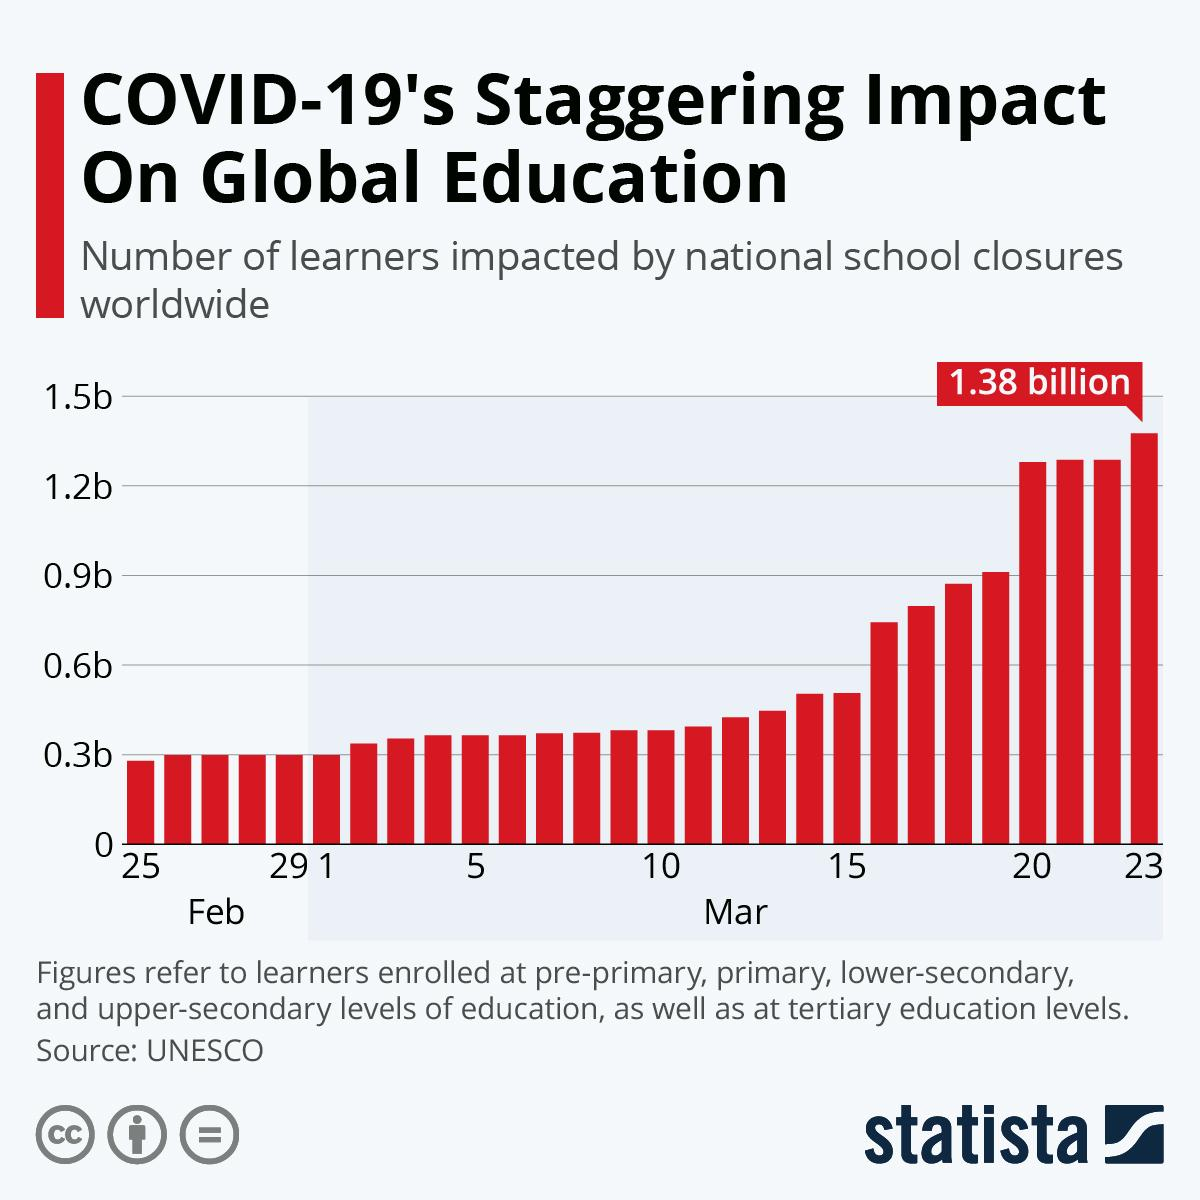 COVID-19's Staggering Impact
On Global Education
Number of learners impacted by national school closures
worldwide
1.38 billion
1.5b
1.2b
0.9b
0.6b
0.3b
0
25 29 1 5 10 15 20 23
Feb Mar
Figures refer to learners enrolled at pre-primary, primary, lower-secondary,
and upper-secondary levels of education, as well as at tertiary education levels.
Source: UNESCO
cc
statista